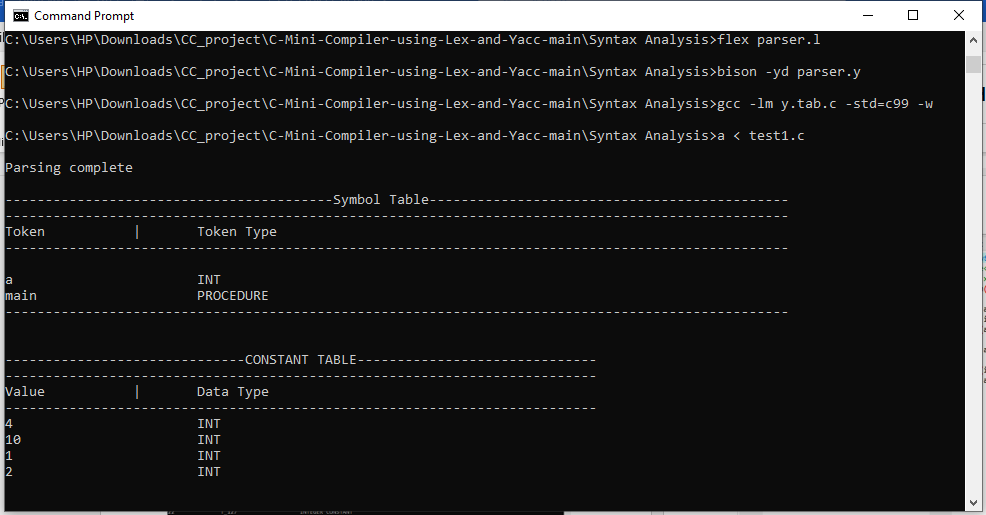 Command Prompt
C:\Users\HP\Downloads\CC_project\C-Mini-Compiler-using-Lex-and-Yacc-main\Syntax Analysis>flex parser.l
C:\Users\HP\Downloads\CC_project\C-Mini-Compiler-using-Lex-and-Yacc-main\Syntax Analysis>bison -yd parser.y
C:\Users\HP\Downloads\CC_project\C-Mini-Compiler-using-Lex-and-Yacc-main\Syntax Analysis>gcc -lm y.tab.c -std=c99 -w
C:\Users\HP\Downloads\CC_project\C-Mini-Compiler-using-Lex-and-Yacc-main\Syntax Analysis>a < test1.c
Parsing complete
-----------------------------------------Symbol Table---------------------------------------------
--------------------------------------------------------------------------------------------------
Token | Token Type
--------------------------------------------------------------------------------------------------
a INT
main PROCEDURE
--------------------------------------------------------------------------------------------------
------------------------------CONSTANT TABLE------------------------------
--------------------------------------------------------------------------
Value | Data Type
--------------------------------------------------------------------------
4 INT
10 INT
1 INT
2 INT